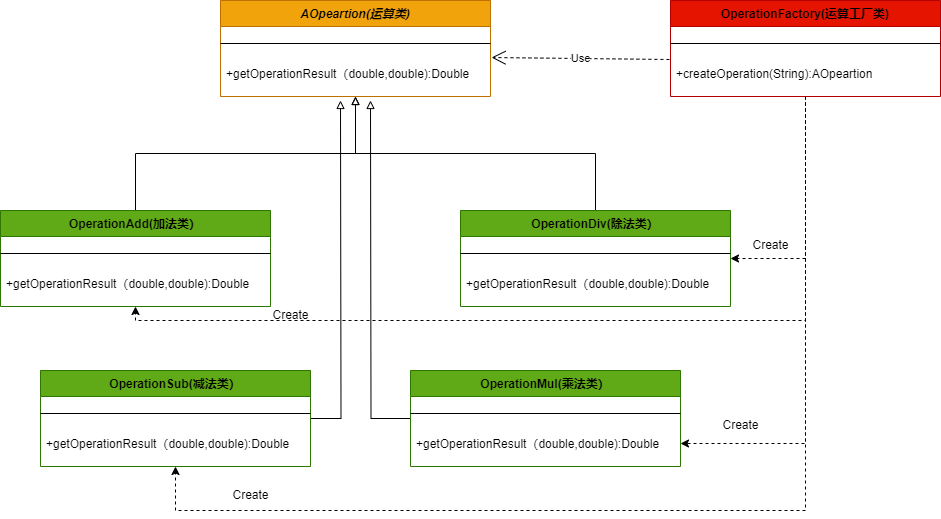 AOpeartion(运算类)
+getOperationResult（double,double):Double
OperationFactory(运算工厂类)
+createOperation(String):AOpeartion
Use
OperationAdd(加法类)
+getOperationResult（double,double):Double
OperationDiv(除法类)
+getOperationResult（double,double):Double
Create
Create
OperationSub(减法类)
+getOperationResult（double,double):Double
OperationMul(乘法类)
+getOperationResult（double,double):Double
Create
Create